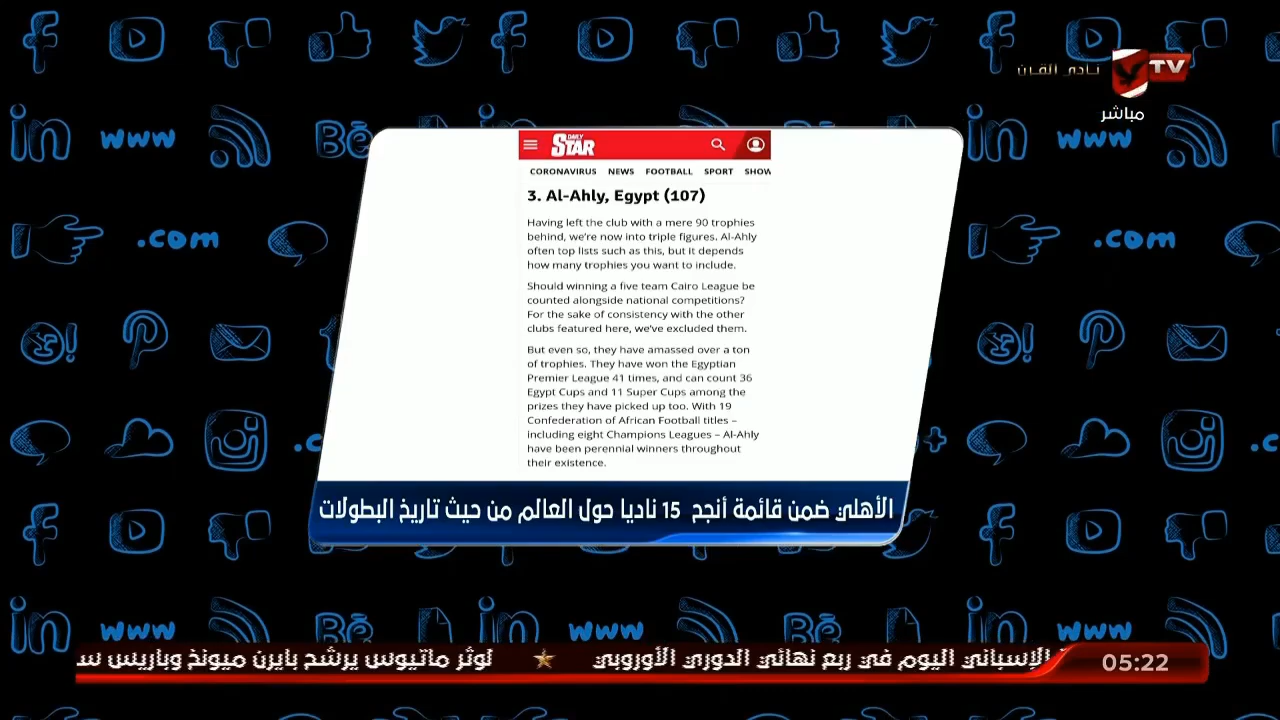 نادي القرن
TV
مباشر
DAILY
STAR
CORONAVIRUS NEWS FOOTBALL SPORT SHOW
3. Al-Ahly, Egypt (107)
Having left the club with a mere 90 trophies
behind, we’re now into triple figures. Al-Ahly
often top lists such as this, but it depends
how many trophies you want to include.
Should winning a five team Cairo League be
counted alongside national competitions?
For the sake of consistency with the other
clubs featured here, we’ve excluded them.
But even so, they have amassed over a ton
of trophies. They have won the Egyptian
Premier League 41 times, and can count 36
Egypt Cups and 11 Super Cups among the
prizes they have picked up too. With 19
Confederation of African Football titles –
including eight Champions Leagues – Al-Ahly
have been perennial winners throughout
their existence.
الأهلي ضمن قائمة أنجح 15 ناديا حول العالم من حيث تاريخ البطولات
الإسباني اليوم في ربع نهائي الدوري الأوروبي لوثر ماتيوس يرشح بايرن ميونخ وباريس
05:22